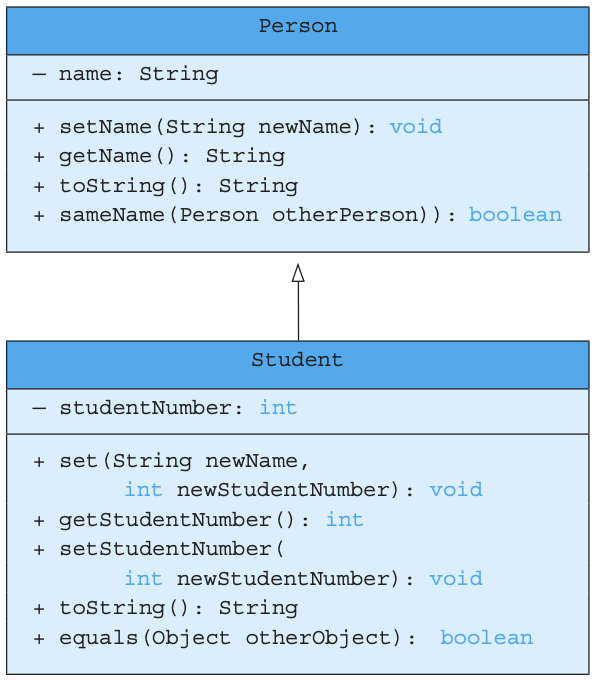 Person
– name: String
+ setName(String newName): void
+ getName(): String
+ toString(): String
+ sameName(Person otherPerson)): boolean
Student
– studentNumber: int
+ set(String newName,
int newStudentNumber): void
+ getStudentNumber(): int
+ setStudentNumber(
int newStudentNumber): void
+ toString(): String
+ equals(Object otherObject): boolean